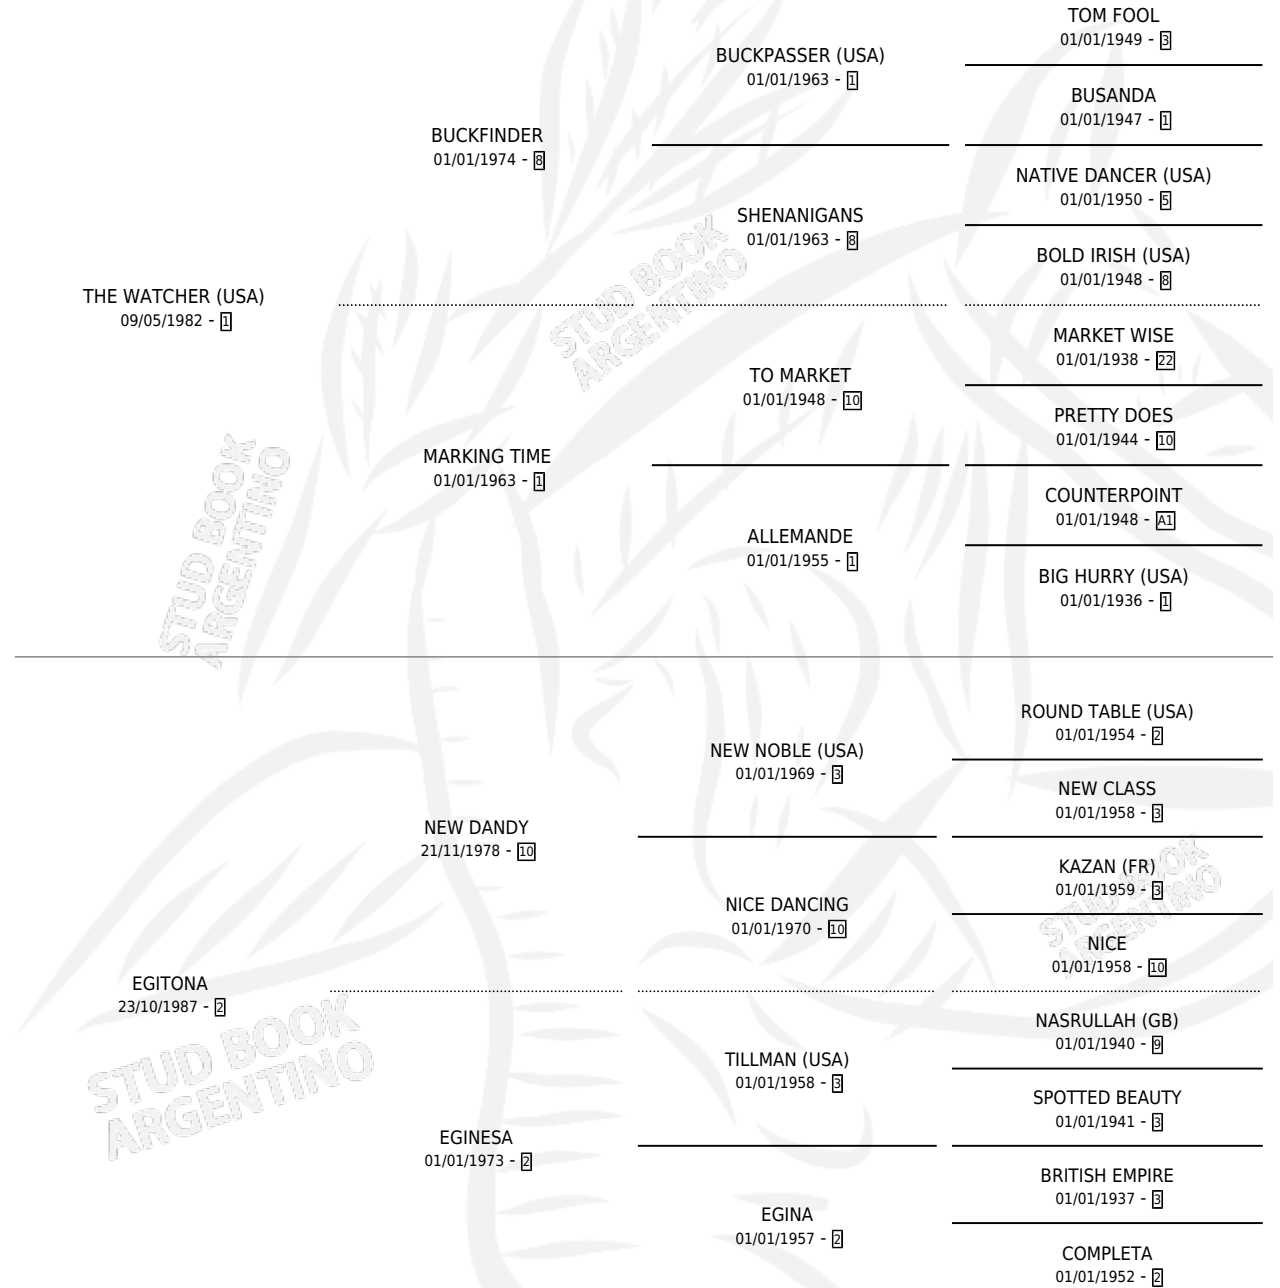 TOM FOOL
01/01/1949 - 3
BUCKPASSER (USA)
01/01/1963 - 1
BUSANDA
01/01/1947 - 1
BUCKFINDER
01/01/1974 - 8
NATIVE DANCER (USA)
01/01/1950 - 5
SHENANIGANS
01/01/1963 - 8
BOLD IRISH (USA)
01/01/1948 - 8
THE WATCHER (USA)
09/05/1982 - 1
STUD BOOK
ARGENTINO
MARKET WISE
01/01/1938 - 22
TO MARKET
01/01/1948 - 10
PRETTY DOES
01/01/1944 - 10
MARKING TIME
01/01/1963 - 1
COUNTERPOINT
01/01/1948 - A1
ALLEMANDE
01/01/1955 - 1
BIG HURRY (USA)
01/01/1936 - 1
STUD BOOK
ARGENTINO
ROUND TABLE (USA)
01/01/1954 - 2
NEW NOBLE (USA)
01/01/1969 - 3
NEW CLASS
01/01/1958 - 3
NEW DANDY
21/11/1978 - 10
KAZAN (FR)
01/01/1959 - 3
NICE DANCING
01/01/1970 - 10
NICE
01/01/1958 - 10
STUD BOOK
ARGENTINO
EGITONA
23/10/1987 - 2
NASRULLAH (GB)
01/01/1940 - 9
TILLMAN (USA)
01/01/1958 - 3
SPOTTED BEAUTY
01/01/1941 - 3
STUD BOOK
ARGENTINO
EGINESA
01/01/1973 - 2
BRITISH EMPIRE
01/01/1937 - 3
EGINA
01/01/1957 - 2
COMPLETA
01/01/1952 - 2